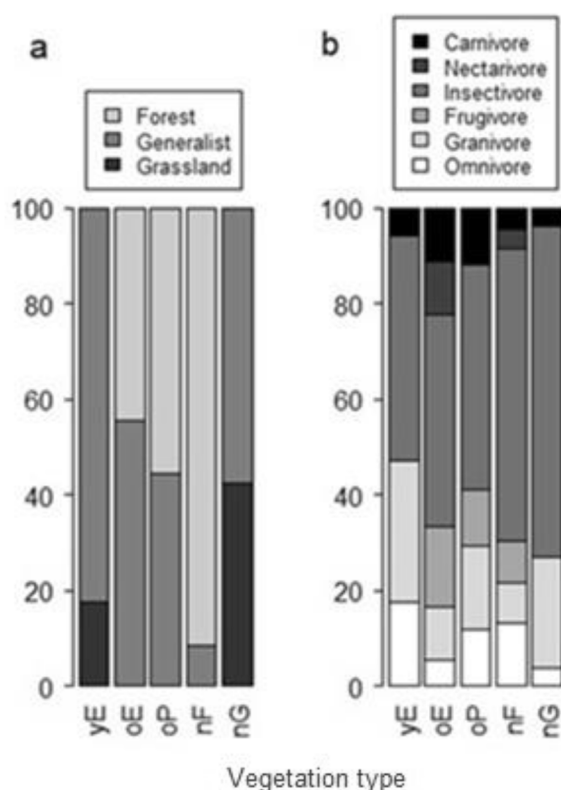 a
Forest
Generalist
Grassland
100
80
60
40
20
0
yE
oE
oP
nF
nG
b
Carnivore
Nectarivore
Insectivore
Frugivore
Granivore
Omnivore
100
80
60
40
20
0
yE
oE
oP
nF
nG
Vegetation type